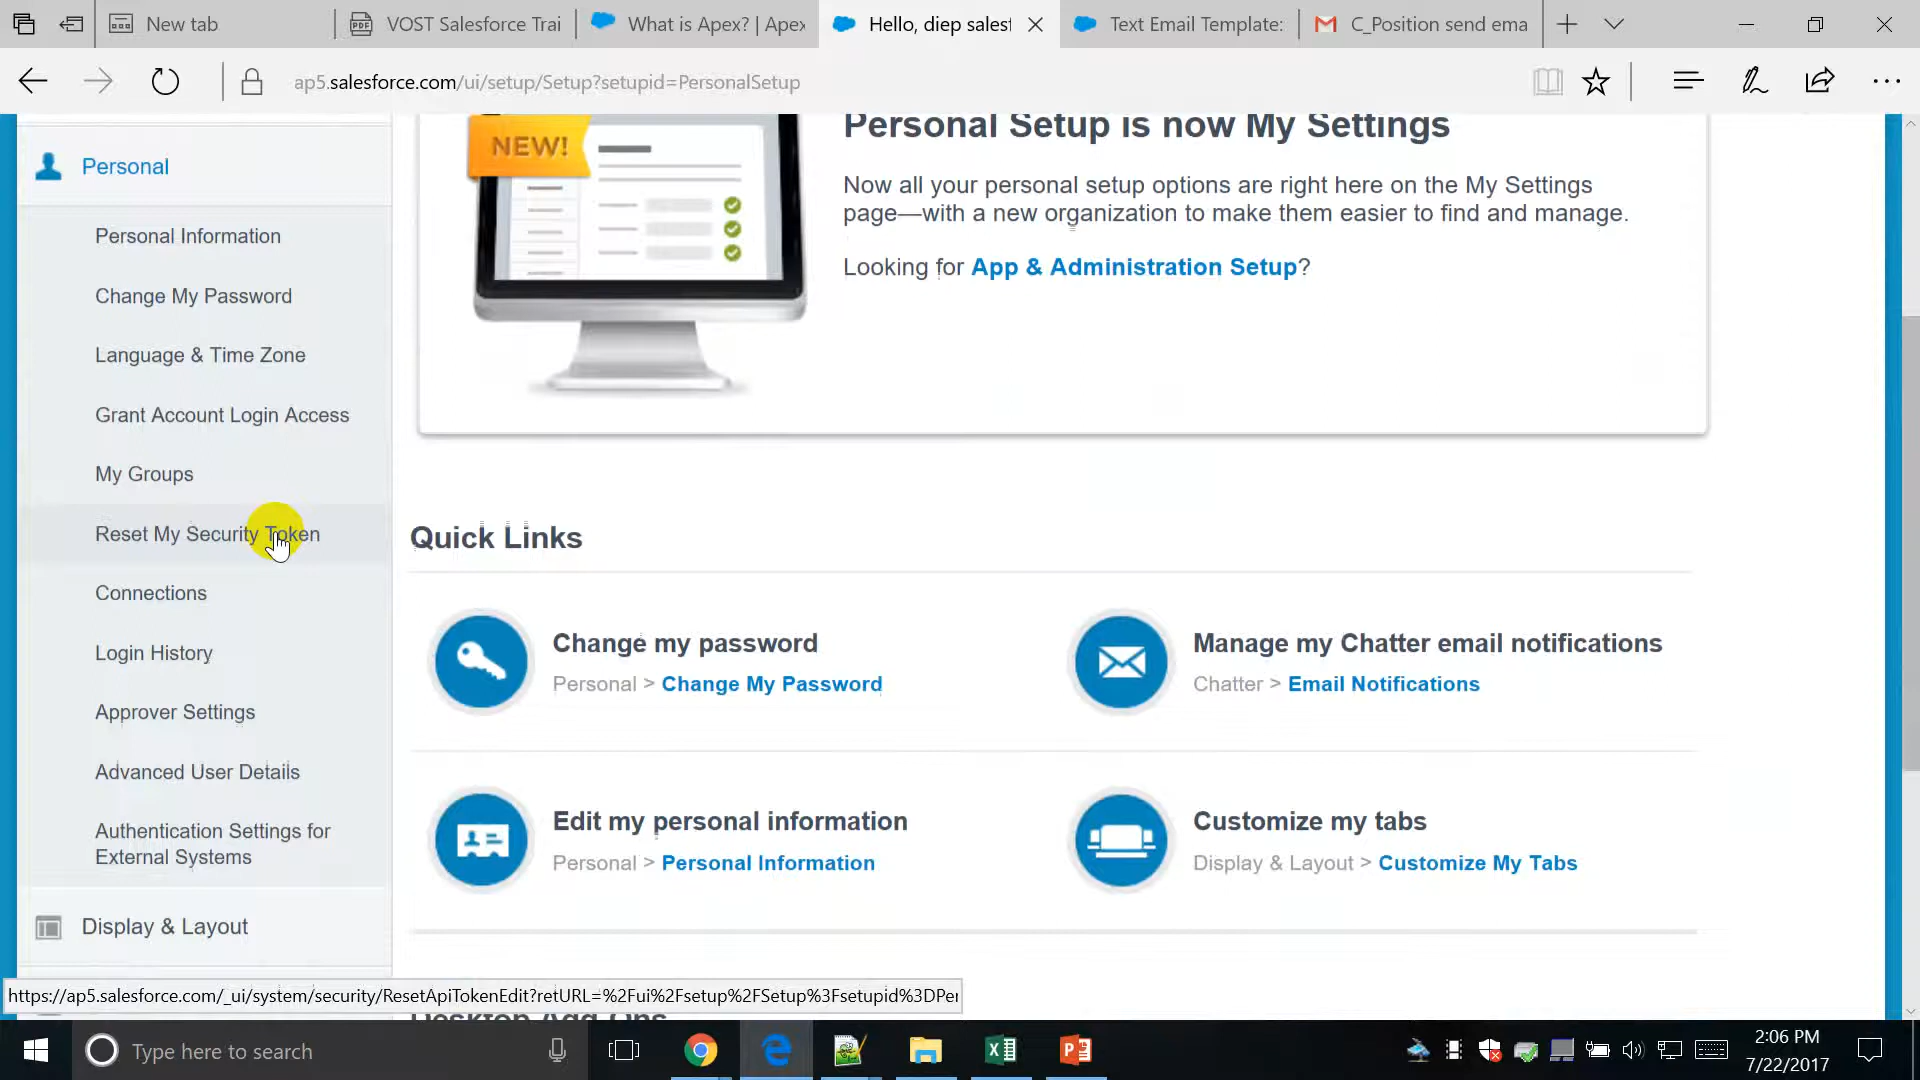 New tab
VOST Salesforce Trai
What is Apex? | Apex
Hello, diep salesf
Text Email Template:
C_Position send ema
ap5.salesforce.com/ui/setup/Setup?setupid=PersonalSetup
Personal
Personal Information
Change My Password
Language & Time Zone
Grant Account Login Access
My Groups
Reset My Security Token
Connections
Login History
Approver Settings
Advanced User Details
Authentication Settings for
External Systems
Display & Layout
NEW!
Personal Setup is now My Settings
Now all your personal setup options are right here on the My Settings
page—with a new organization to make them easier to find and manage.
Looking for App & Administration Setup?
Quick Links
Change my password
Personal > Change My Password
Manage my Chatter email notifications
Chatter > Email Notifications
Edit my personal information
Personal > Personal Information
Customize my tabs
Display & Layout > Customize My Tabs
Desktop Add-Ons
https://ap5.salesforce.com/_ui/system/security/ResetApiTokenEdit?retURL=%2Fui%2Fsetup%2FSetup%3Fsetupid%3DPer
Type here to search
2:06 PM
7/22/2017